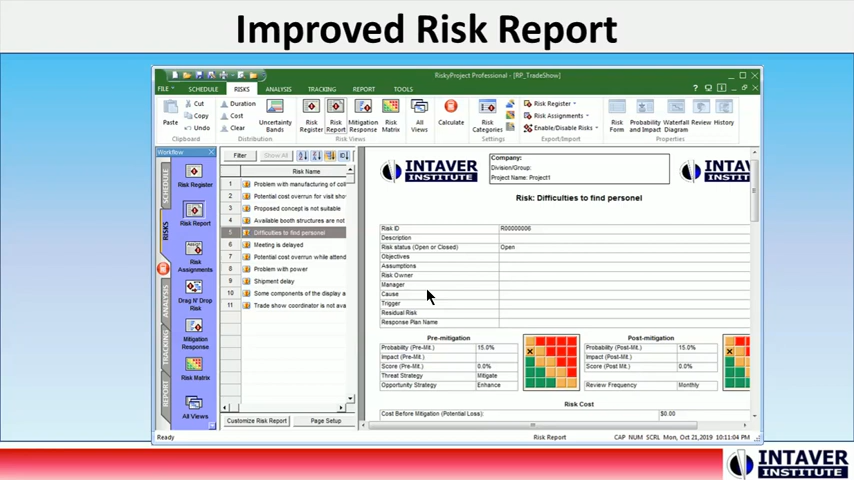 Improved Risk Report
RiskyProject Professional - [RP_TradeShow]
FILE SCHEDULE RISKS ANALYSIS TRACKING REPORT TOOLS
Paste Cut Copy Undo
Duration Cost Clear
Uncertainty Bands
Risk Register
Risk Report
Mitigation Response
Risk Matrix
All Views
Calculate
Risk Categories
Risk Register
Risk Assignments
Enable/Disable Risks
Risk Form
Probability and Impact
Waterfall Diagram
Review
History
Clipboard Distribution Risk Views Settings Export/Import
Workflow
SCHEDULE
RISKS
ANALYSIS
TRACKING
REPORT
Risk Register
Risk Report
Risk Assignments
Drag N' Drop Risk
Mitigation Response
Risk Matrix
All Views
Filter Show All
Risk Name
1 Problem with manufacturing of col
2 Potential cost overrun for visit sho
3 Proposed concept is not suitable
4 Available booth structures are not
5 Difficulties to find personel
6 Meeting is delayed
7 Potential cost overrun while attend
8 Problem with power
9 Shipment delay
10 Some components of the display a
11 Trade show coordinator is not ava
Customize Risk Report Page Setup
INTAVER INSTITUTE
Company:
Division/Group:
Project Name: Project1
INTAV
INSTITU
Risk: Difficulties to find personel
Risk ID R00000006
Description
Risk status (Open or Closed) Open
Objectives
Assumptions
Risk Owner
Manager
Cause
Trigger
Residual Risk
Response Plan Name
Pre-mitigation
Probability (Pre-Mit.) 15.0%
Impact (Pre-Mit.)
Score (Pre-Mit.) 0.0%
Threat Strategy Mitigate
Opportunity Strategy Enhance
Post-mitigation
Probability (Post-Mit.) 15.0%
Impact (Post-Mit.)
Score (Post Mit.) 0.0%
Review Frequency Monthly
Risk Cost
Cost Before Mitigation (Potential Loss): $0.00
Ready Risk Report CAP NUM SCRL Mon, Oct 21,2019 10:11:04 PM
INTAVER
INSTITUTE